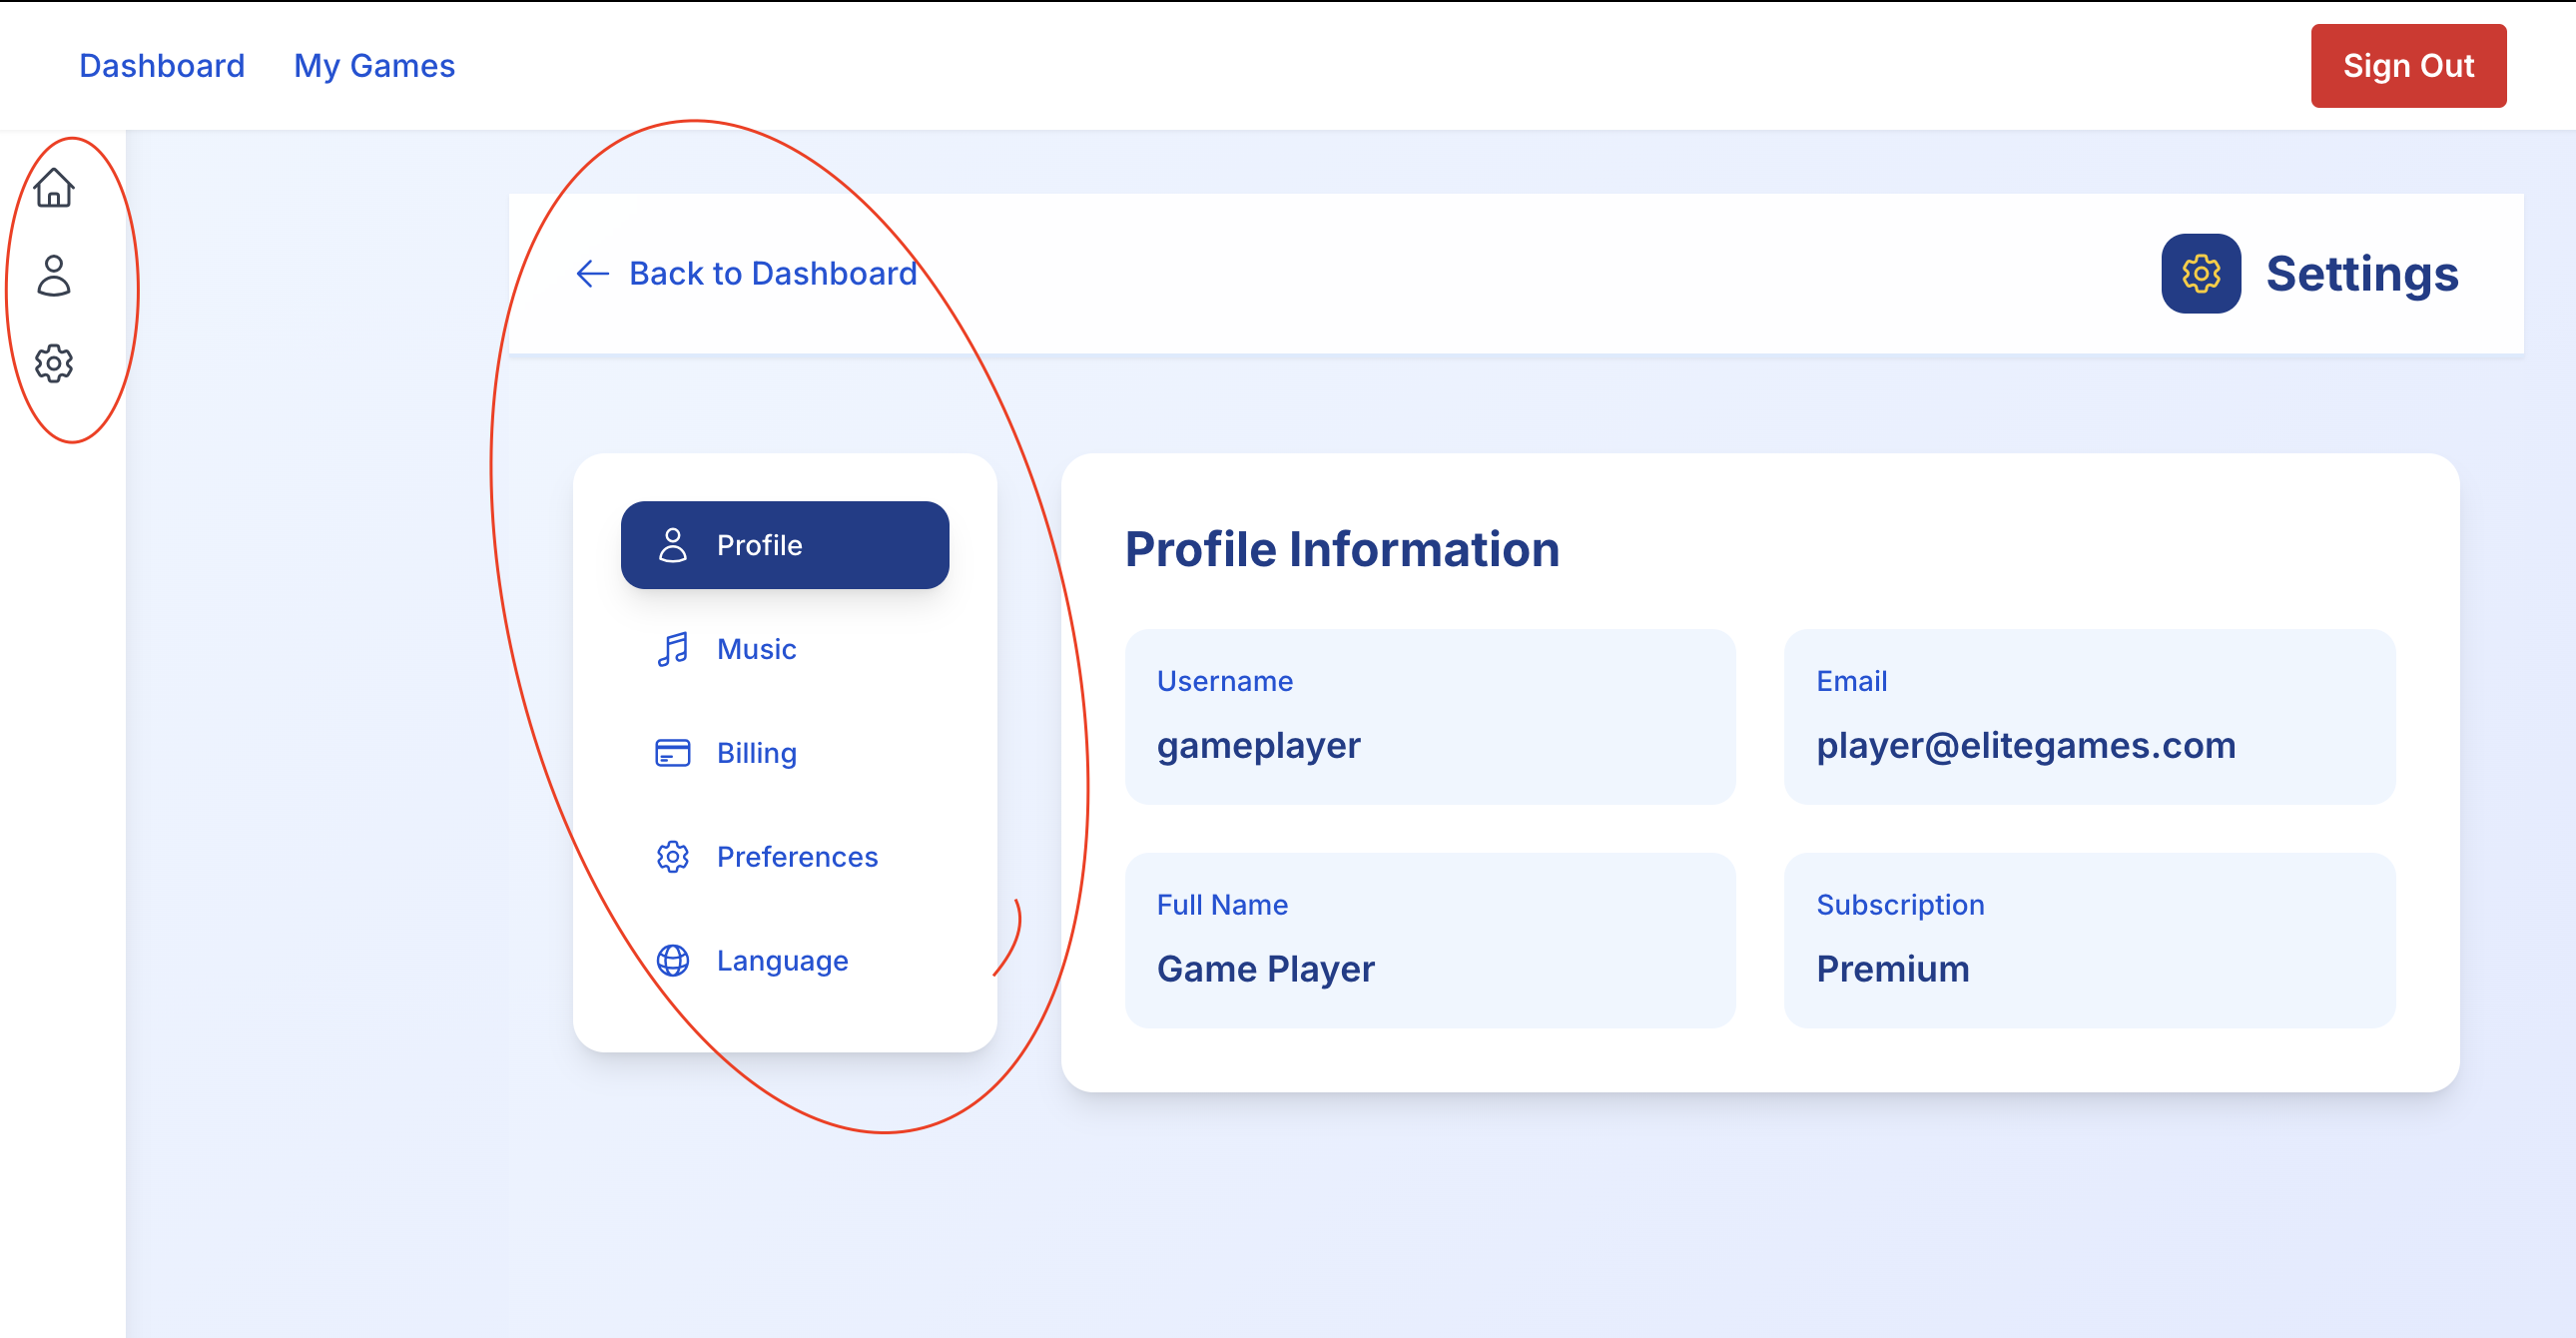 Dashboard My Games Sign Out
Back to Dashboard Settings
Profile
Music
Billing
Preferences
Language
Profile Information
Username
gameplayer
Email
player@elitegames.com
Full Name
Game Player
Subscription
Premium